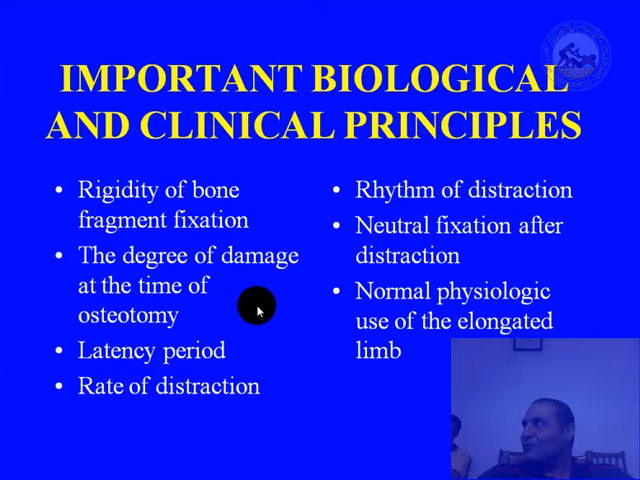 IMPORTANT BIOLOGICAL
AND CLINICAL PRINCIPLES
• Rigidity of bone
fragment fixation
• The degree of damage
at the time of
osteotomy
• Latency period
• Rate of distraction
• Rhythm of distraction
• Neutral fixation after
distraction
• Normal physiologic
use of the elongated
limb